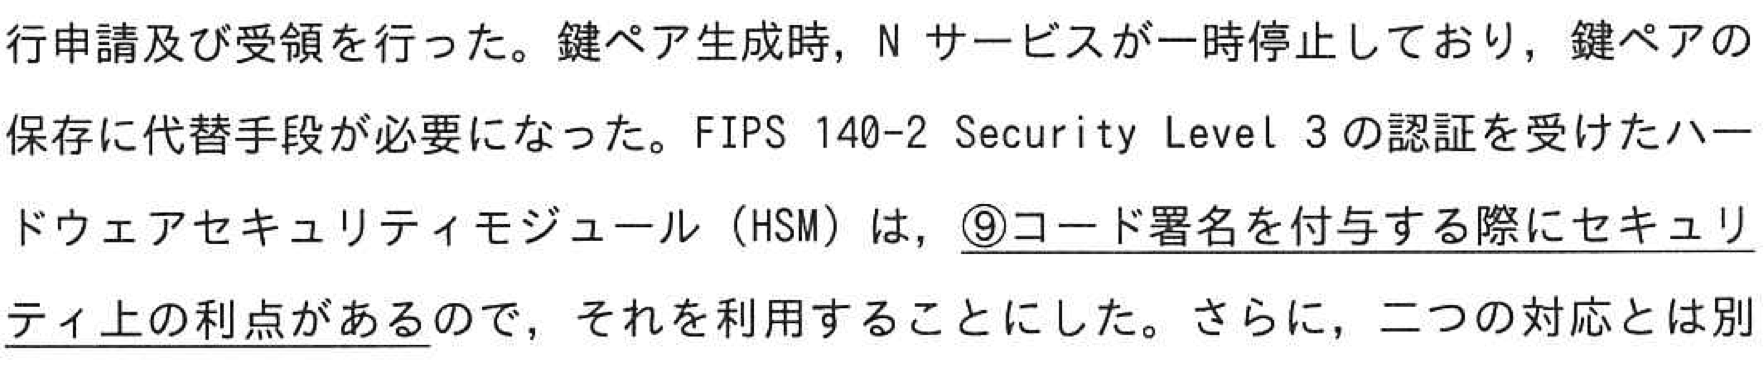 行申請及び受領を行った。鍵ペア生成時，N サービスが一時停止しており，鍵ペアの
保存に代替手段が必要になった。FIPS 140-2 Security Level 3 の認証を受けたハー
ドウェアセキュリティモジュール（HSM）は，⑨コード署名を付与する際にセキュリ
ティ上の利点があるので，それを利用することにした。さらに，二つの対応とは別